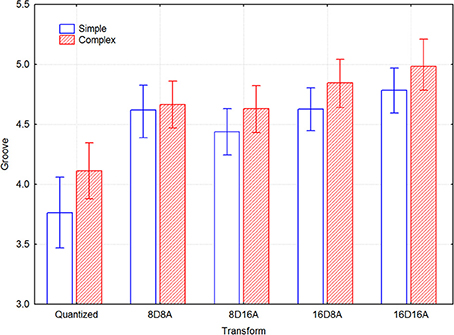 5.5
Simple
Complex
5.0
4.5
Groove
4.0
3.5
3.0
Quantized 8D8A 8D16A 16D8A 16D16A
Transform